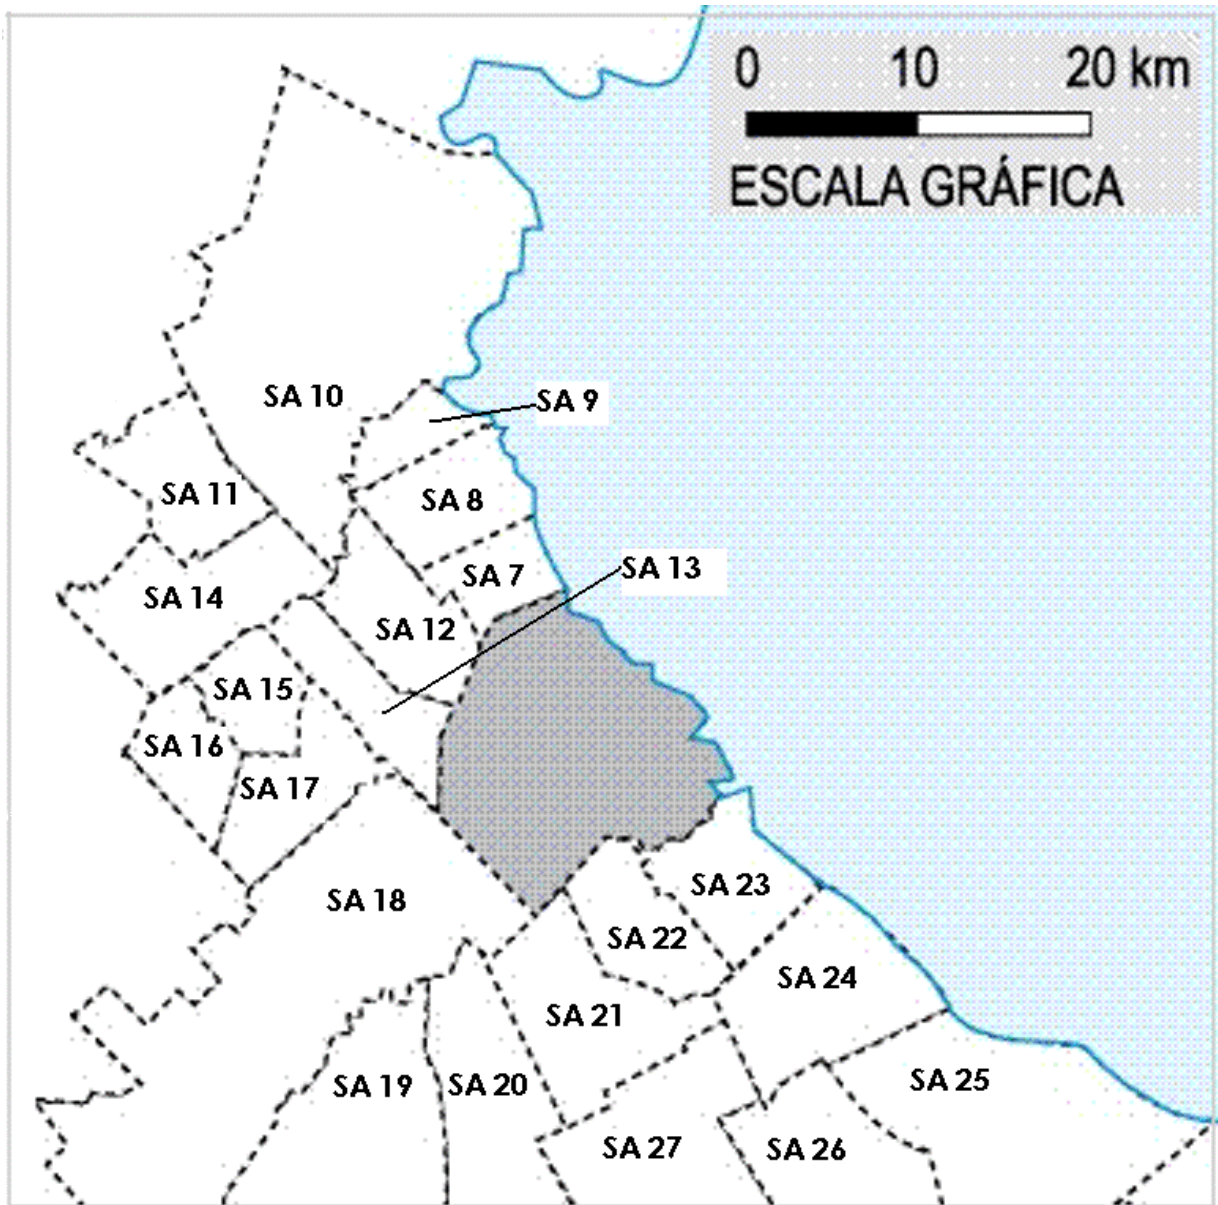 0 10 20 km
ESCALA GRÁFICA
SA 10
SA 9
SA 11
SA 8
SA 13
SA 7
SA 14
SA 12
SA 15
SA 16
SA 17
SA 18
SA 23
SA 22
SA 24
SA 21
SA 25
SA 19
SA 20
SA 27
SA 26